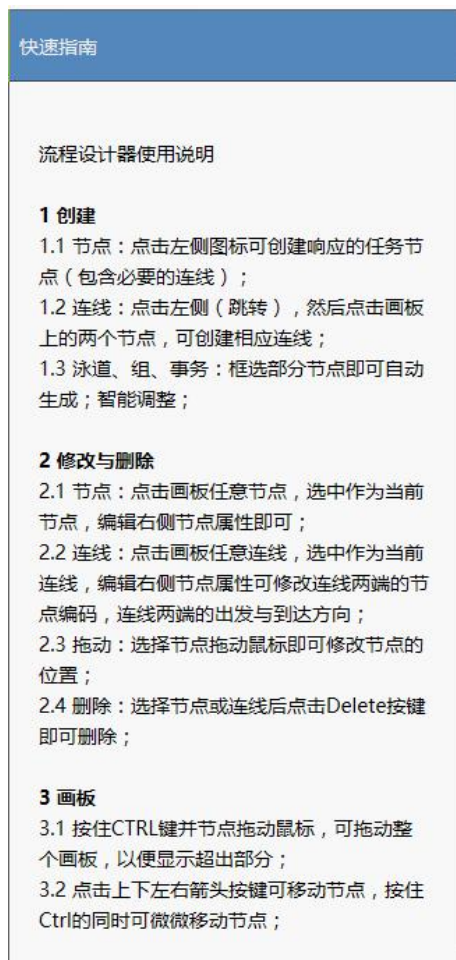 快速指南
流程设计器使用说明
1 创建
1.1 节点：点击左侧图标可创建响应的任务节
点（包含必要的连线）；
1.2 连线：点击左侧（跳转），然后点击画板
上的两个节点，可创建相应连线；
1.3 泳道、组、事务：框选部分节点即可自动
生成；智能调整；
2 修改与删除
2.1 节点：点击画板任意节点，选中作为当前
节点，编辑右侧节点属性即可；
2.2 连线：点击画板任意连线，选中作为当前
连线，编辑右侧节点属性可修改连线两端的节
点编码，连线两端的出发与到达方向；
2.3 拖动：选择节点拖动鼠标即可修改节点的
位置；
2.4 删除：选择节点或连线后点击Delete按键
即可删除；
3 画板
3.1 按住CTRL键并节点拖动鼠标，可拖动整
个画板，以便显示超出部分；
3.2 点击上下左右箭头按键可移动节点，按住
Ctrl的同时可微微移动节点；